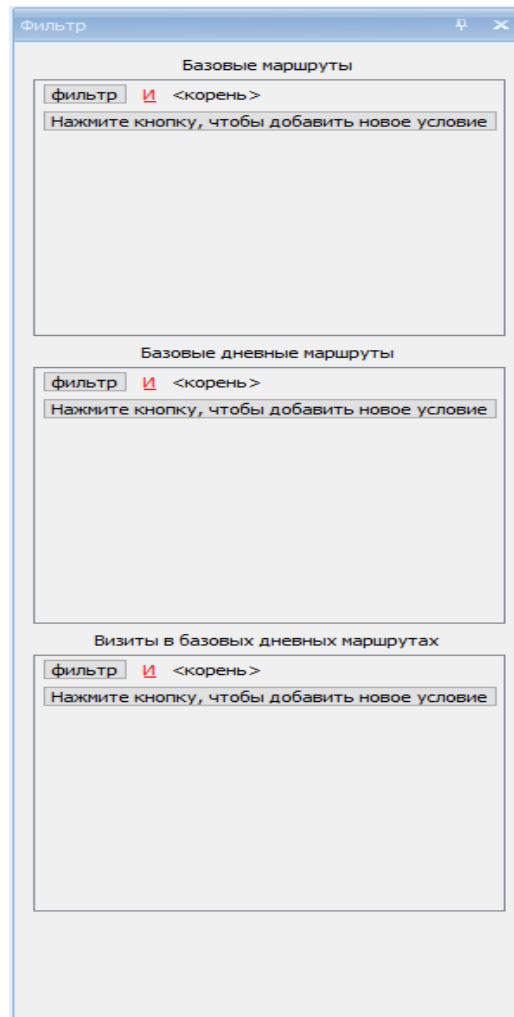 Фильтр
Базовые маршруты
фильтр И <корень>
Нажмите кнопку, чтобы добавить новое условие
Базовые дневные маршруты
фильтр И <корень>
Нажмите кнопку, чтобы добавить новое условие
Визиты в базовых дневных маршрутах
фильтр И <корень>
Нажмите кнопку, чтобы добавить новое условие